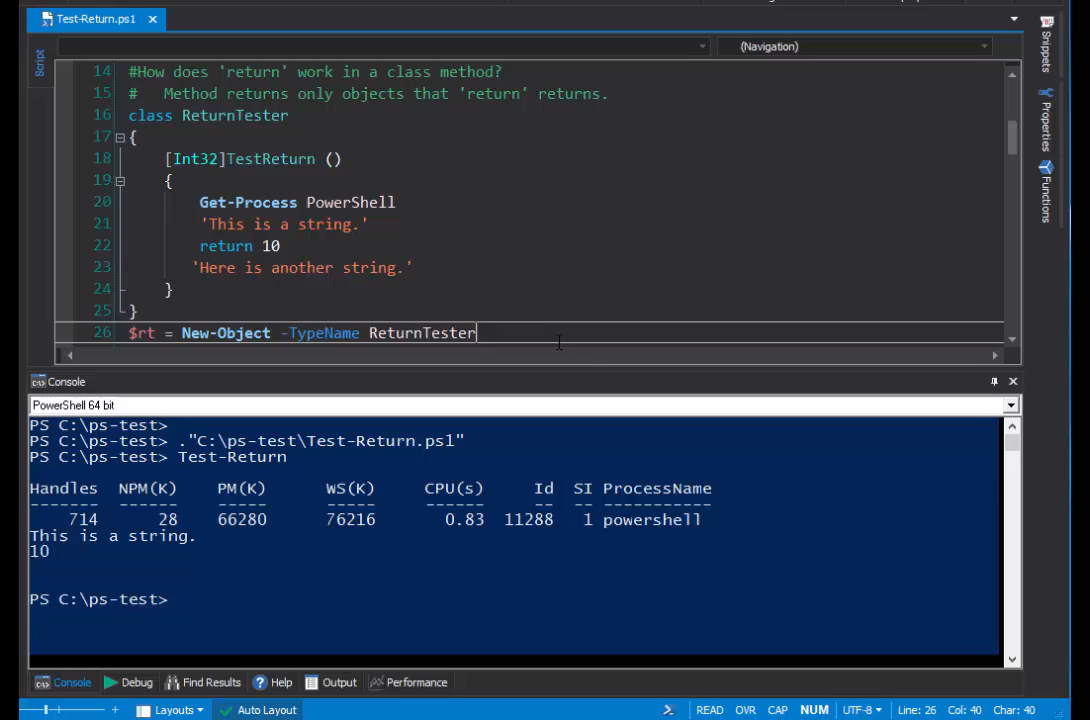 Test-Return.ps1
Script
(Navigation)
14 #How does 'return' work in a class method?
15 #   Method returns only objects that 'return' returns.
16 class ReturnTester
17 {
18 [Int32]TestReturn ()
19 {
20 Get-Process PowerShell
21 'This is a string.'
22 return 10
23 'Here is another string.'
24 }
25 }
26 $rt = New-Object -TypeName ReturnTester
Snippets
Properties
Functions
Console
PowerShell 64 bit
PS C:\ps-test>
PS C:\ps-test> ."C:\ps-test\Test-Return.ps1"
PS C:\ps-test> Test-Return
Handles  NPM(K)    PM(K)      WS(K)     CPU(s)     Id  SI ProcessName
-------  ------    -----      -----     ------     --  -- -----------
714      28    66280      76216       0.83  11288   1 powershell
This is a string.
10
PS C:\ps-test>
Console Debug Find Results Help Output Performance
Layouts Auto Layout READ OVR CAP NUM UTF-8 Line: 26 Col: 40 Char: 40